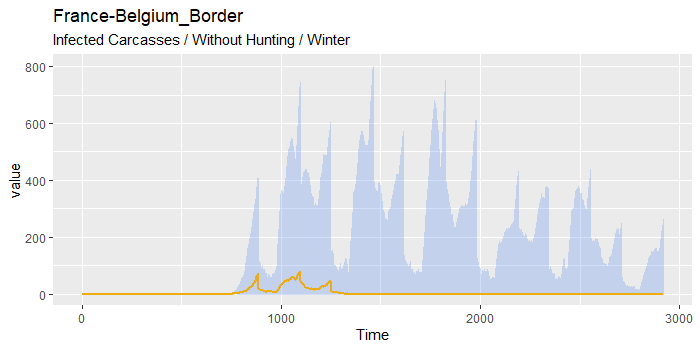 France-Belgium_Border
Infected Carcasses / Without Hunting / Winter
800
600
400
200
0
value
0 1000 2000 3000
Time